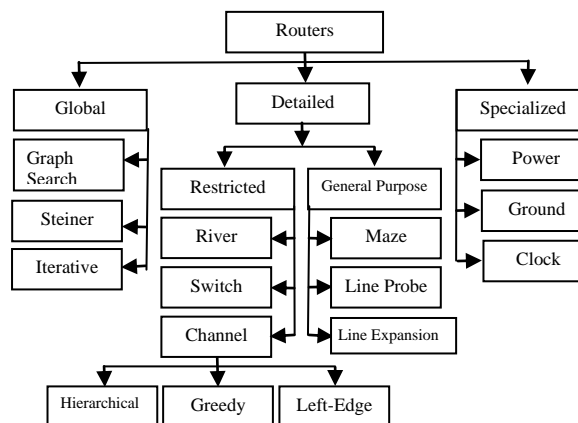 Routers
Global
Detailed
Specialized
Graph
Search
Steiner
Iterative
Restricted
River
Switch
Channel
General Purpose
Maze
Line Probe
Line Expansion
Power
Ground
Clock
Hierarchical
Greedy
Left-Edge